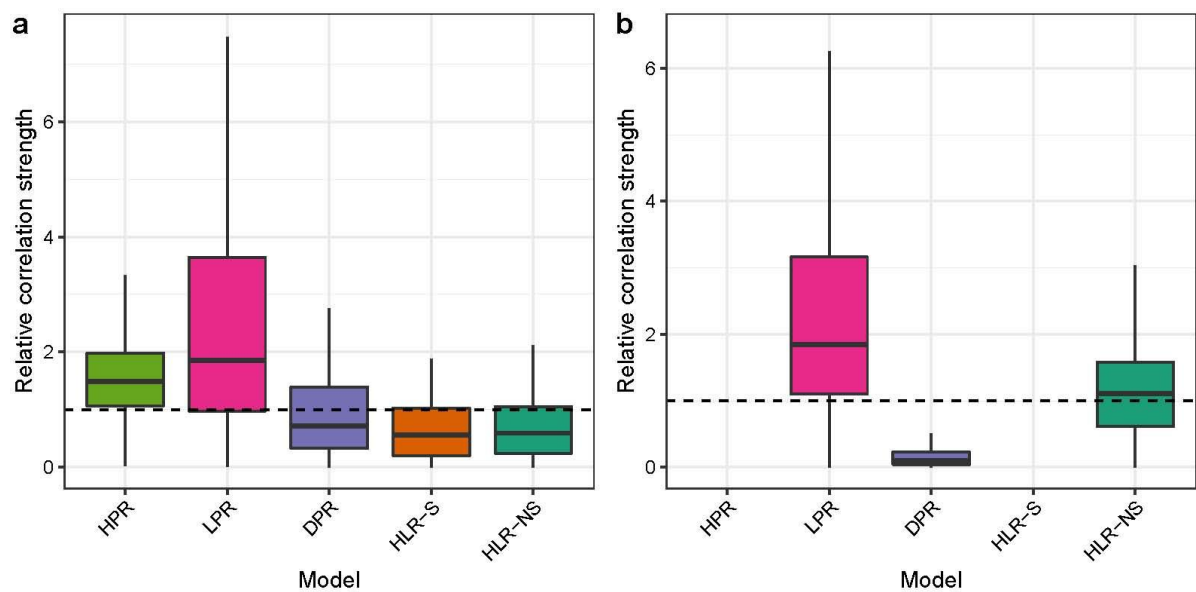 a
Relative correlation strength
6
4
2
0
HPR
LPR
DPR
HLR-S
HLR-NS
Model
b
Relative correlation strength
6
4
2
0
HPR
LPR
DPR
HLR-S
HLR-NS
Model